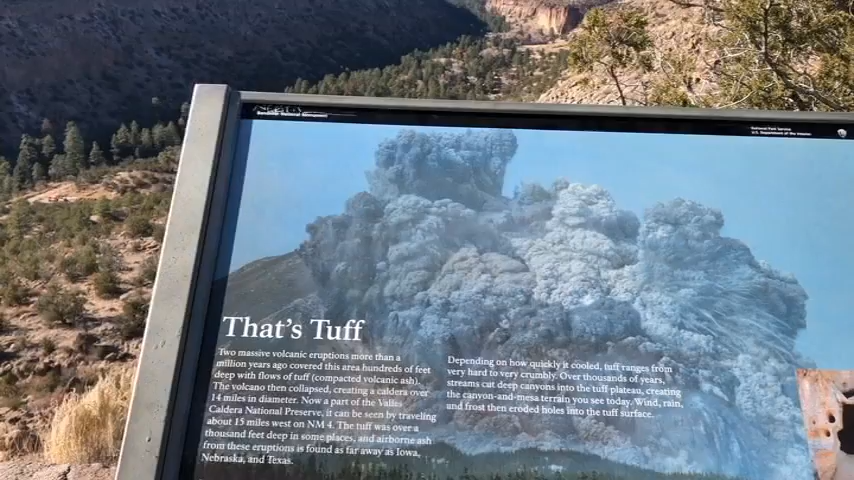 Bandelier National Monument
National Park Service
U.S. Department of the Interior
That's Tuff
Two massive volcanic eruptions more than a
million years ago covered this area hundreds of feet
deep with flows of tuff (compacted volcanic ash).
The volcano then collapsed, creating a caldera over
14 miles in diameter. Now a part of the Valles
Caldera National Preserve, it can be seen by traveling
about 15 miles west on NM 4. The tuff was over a
thousand feet deep in some places, and airborne ash
from these eruptions is found as far away as Iowa,
Nebraska, and Texas.
Depending on how quickly it cooled, tuff ranges from
very hard to very crumbly. Over thousands of years,
streams cut deep canyons into the tuff plateau, creating
the canyon-and-mesa terrain you see today. Wind, rain,
and frost then eroded holes into the tuff surface.